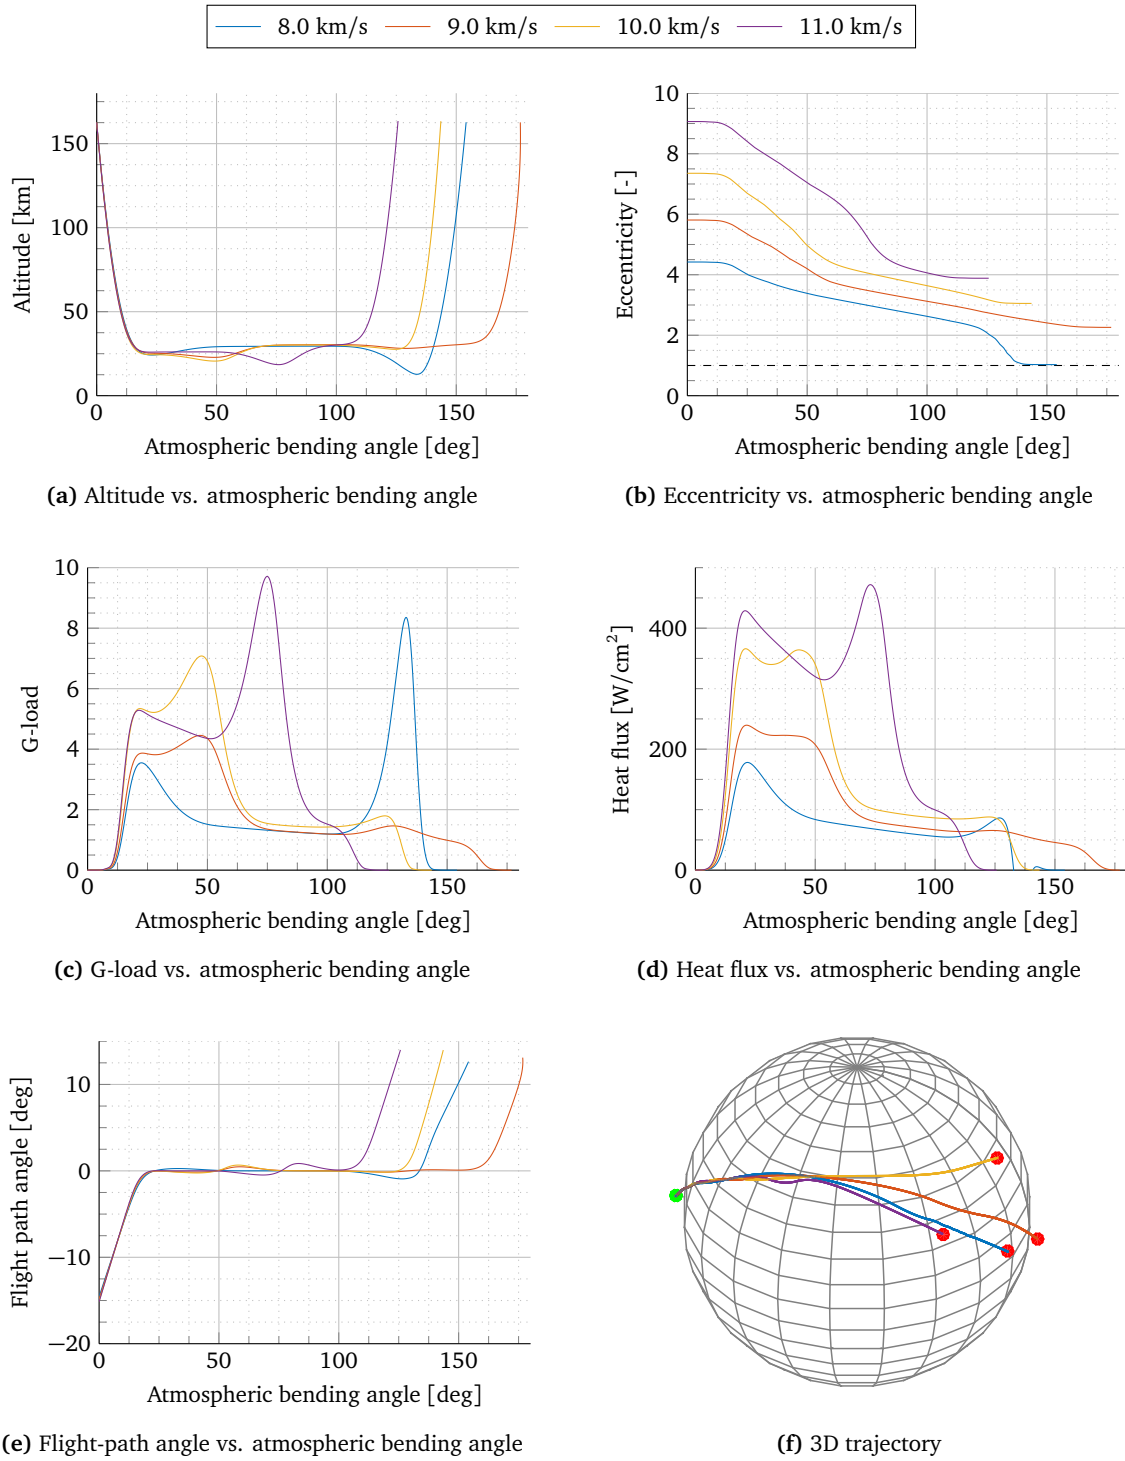 8.0 km/s 9.0 km/s 10.0 km/s 11.0 km/s
150
100
50
0
0 50 100 150
Altitude [km]
Atmospheric bending angle [deg]
(a) Altitude vs. atmospheric bending angle
10
8
6
4
2
0
0 50 100 150
Eccentricity [-]
Atmospheric bending angle [deg]
(b) Eccentricity vs. atmospheric bending angle
10
8
6
4
2
0
0 50 100 150
G-load
Atmospheric bending angle [deg]
(c) G-load vs. atmospheric bending angle
400
200
0
0 50 100 150
Heat flux [W/cm²]
Atmospheric bending angle [deg]
(d) Heat flux vs. atmospheric bending angle
10
0
−10
−20
0 50 100 150
Flight path angle [deg]
Atmospheric bending angle [deg]
(e) Flight-path angle vs. atmospheric bending angle
(f) 3D trajectory